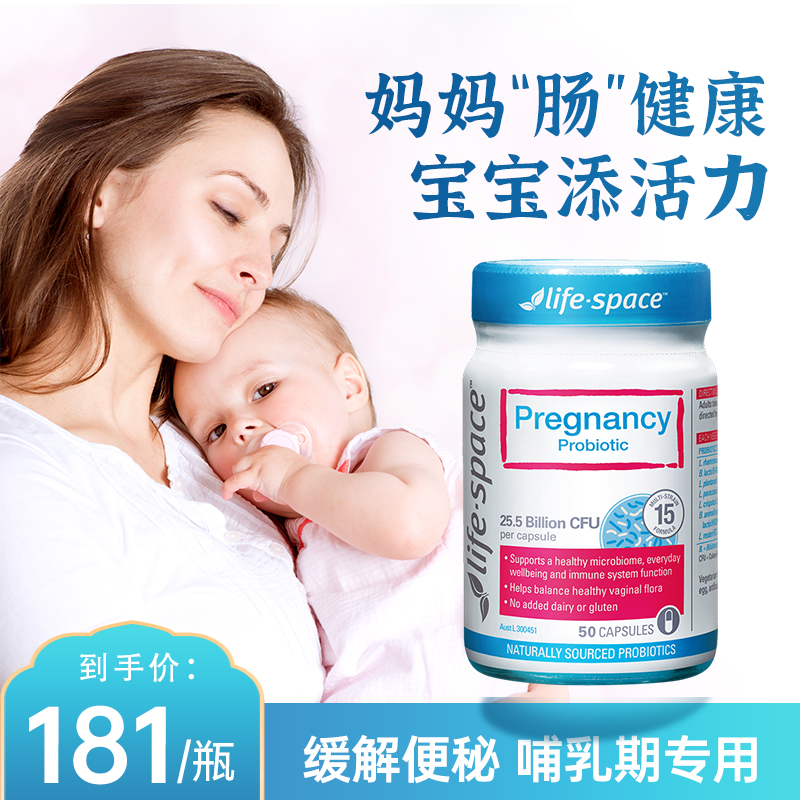 妈妈“肠”健康
宝宝添活力
life-space™
life-space™
Pregnancy
Probiotic
25.5 Billion CFU
per capsule
MULTI-STRAIN
15
FORMULA
• Supports a healthy microbiome, everyday
wellbeing and immune system function
• Helps balance healthy vaginal flora
• No added dairy or gluten
Aust L 300451
50 CAPSULES
NATURALLY SOURCED PROBIOTICS
到手价：
181/瓶
缓解便秘 哺乳期专用